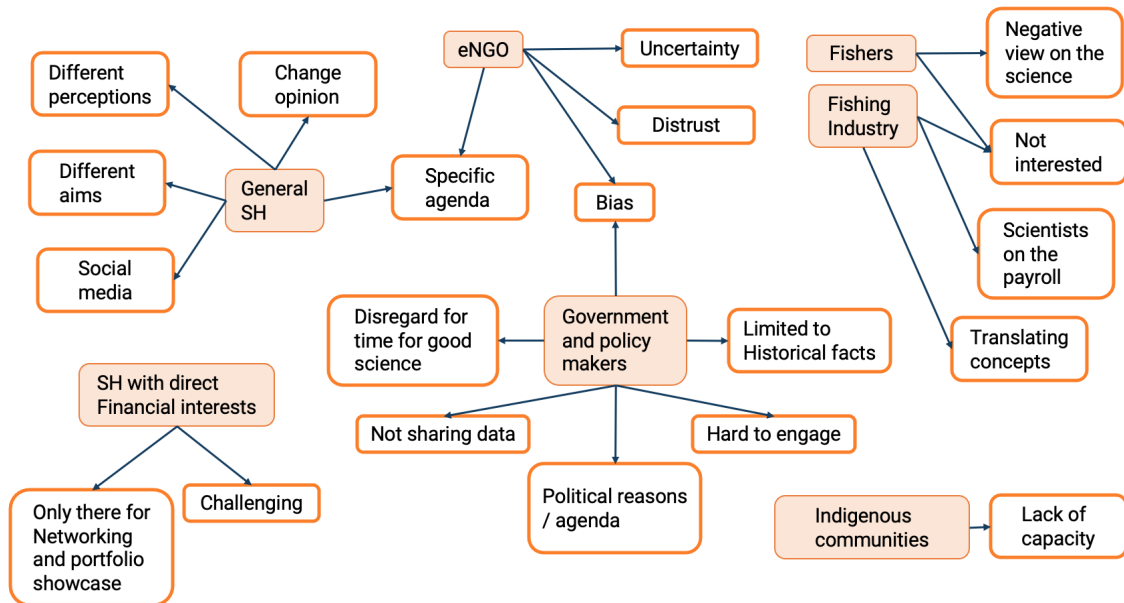 eNGO
Uncertainty
Distrust
Bias
Specific
agenda
Different
perceptions
Change
opinion
Different
aims
General
SH
Social
media
Fishers
Negative
view on the
science
Fishing
Industry
Not
interested
Scientists
on the
payroll
Translating
concepts
Disregard for
time for good
science
Government
and policy
makers
Limited to
Historical facts
Not sharing data
Hard to engage
Political reasons
/ agenda
SH with direct
Financial interests
Only there for
Networking
and portfolio
showcase
Challenging
Indigenous
communities
Lack of
capacity